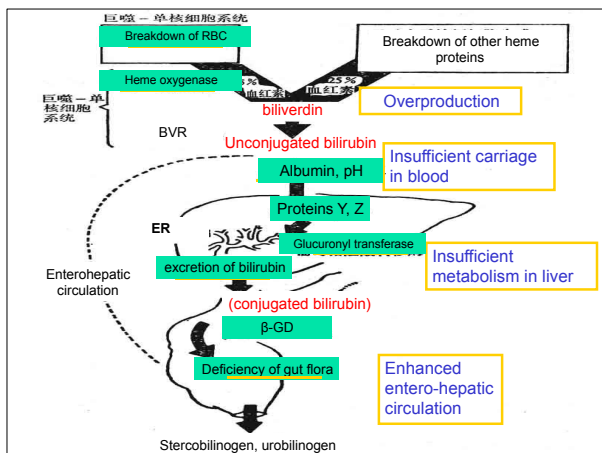 巨噬-单核细胞系统
Breakdown of RBC
Breakdown of other heme
proteins
Heme oxygenase
25%
血红素
血红素
巨噬-单
核细胞
系统
Overproduction
biliverdin
BVR
Unconjugated bilirubin
Insufficient carriage
in blood
Albumin, pH
Proteins Y, Z
ER
Glucuronyl transferase
Enterohepatic
circulation
excretion of bilirubin
Insufficient
metabolism in liver
(conjugated bilirubin)
β-GD
Deficiency of gut flora
Enhanced
entero-hepatic
circulation
Stercobilinogen, urobilinogen